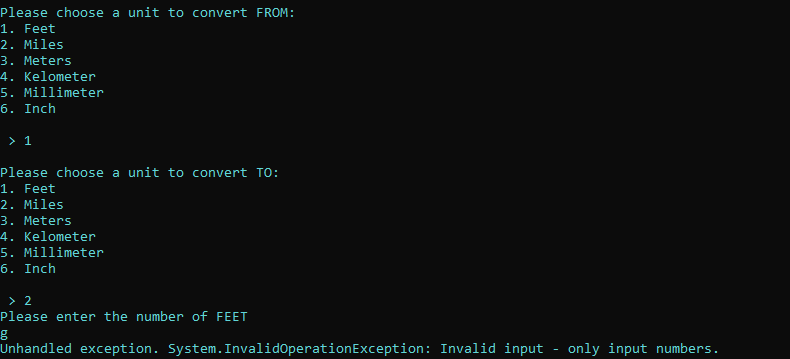 Please choose a unit to convert FROM:
1. Feet
2. Miles
3. Meters
4. Kelometer
5. Millimeter
6. Inch
> 1
Please choose a unit to convert TO:
1. Feet
2. Miles
3. Meters
4. Kelometer
5. Millimeter
6. Inch
> 2
Please enter the number of FEET
g
Unhandled exception. System.InvalidOperationException: Invalid input - only input numbers.